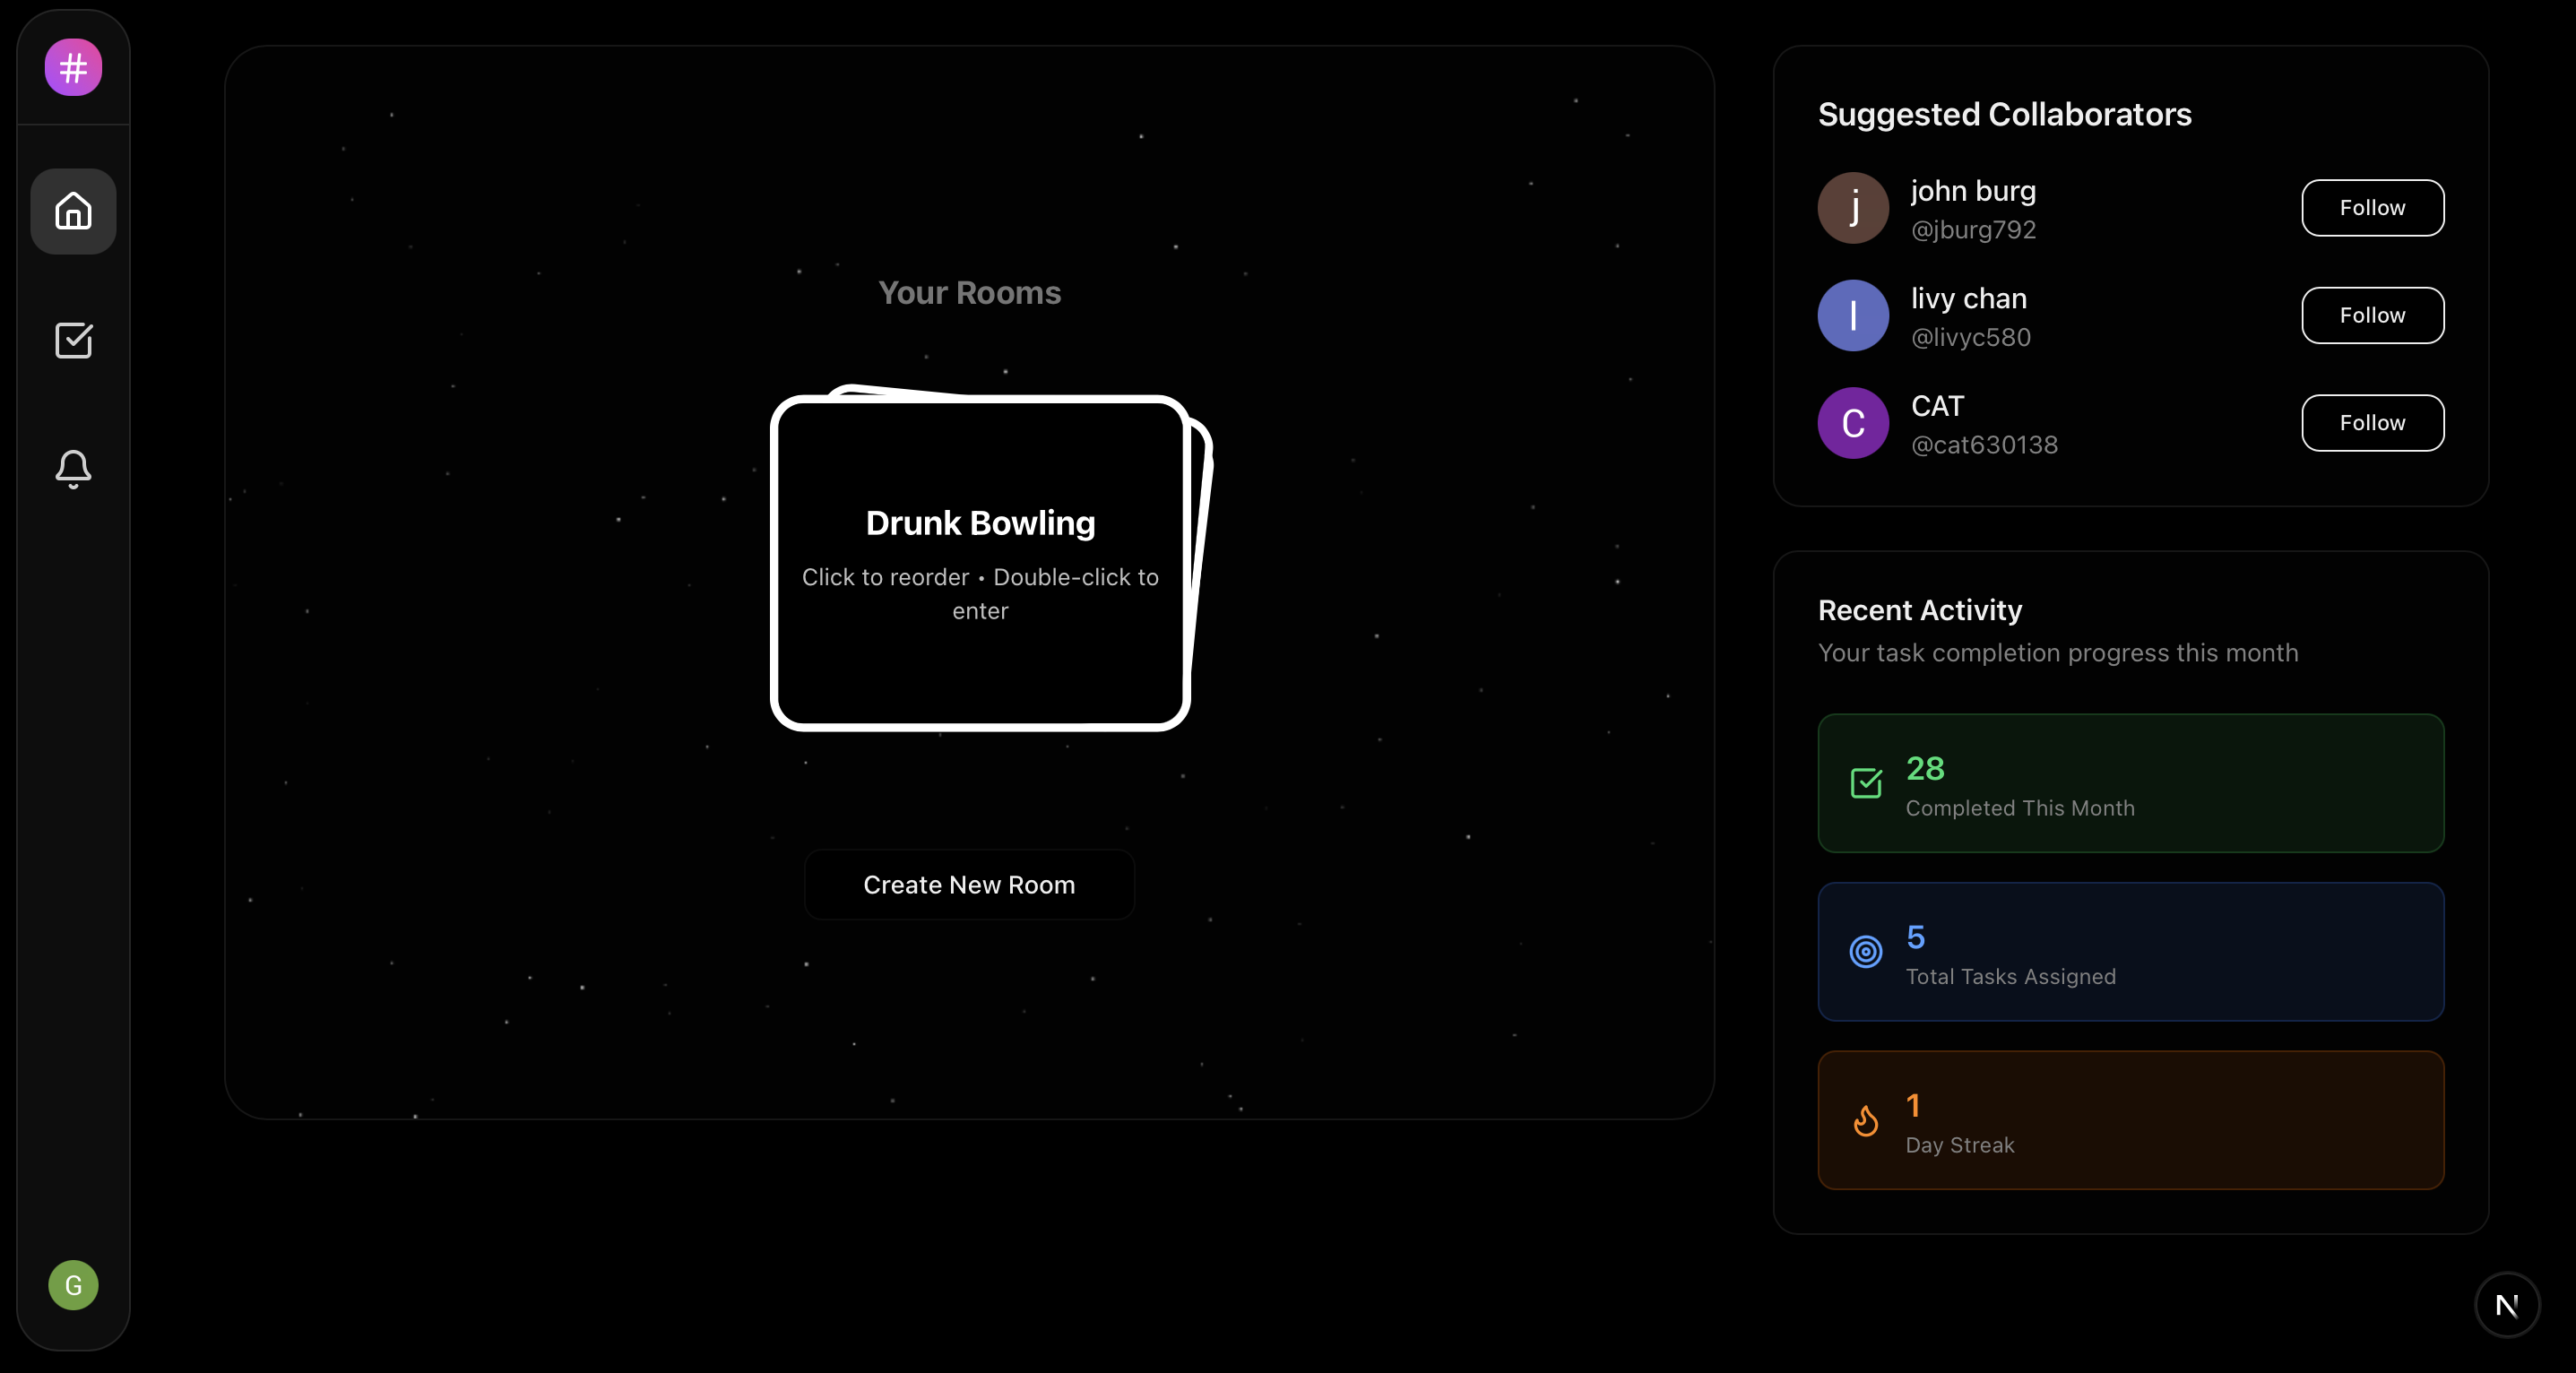 #
Your Rooms
Drunk Bowling
Click to reorder • Double-click to
enter
Create New Room
G
Suggested Collaborators
j
john burg
@jburg792
Follow
l
livy chan
@livyc580
Follow
C
CAT
@cat630138
Follow
Recent Activity
Your task completion progress this month
28
Completed This Month
5
Total Tasks Assigned
1
Day Streak
N